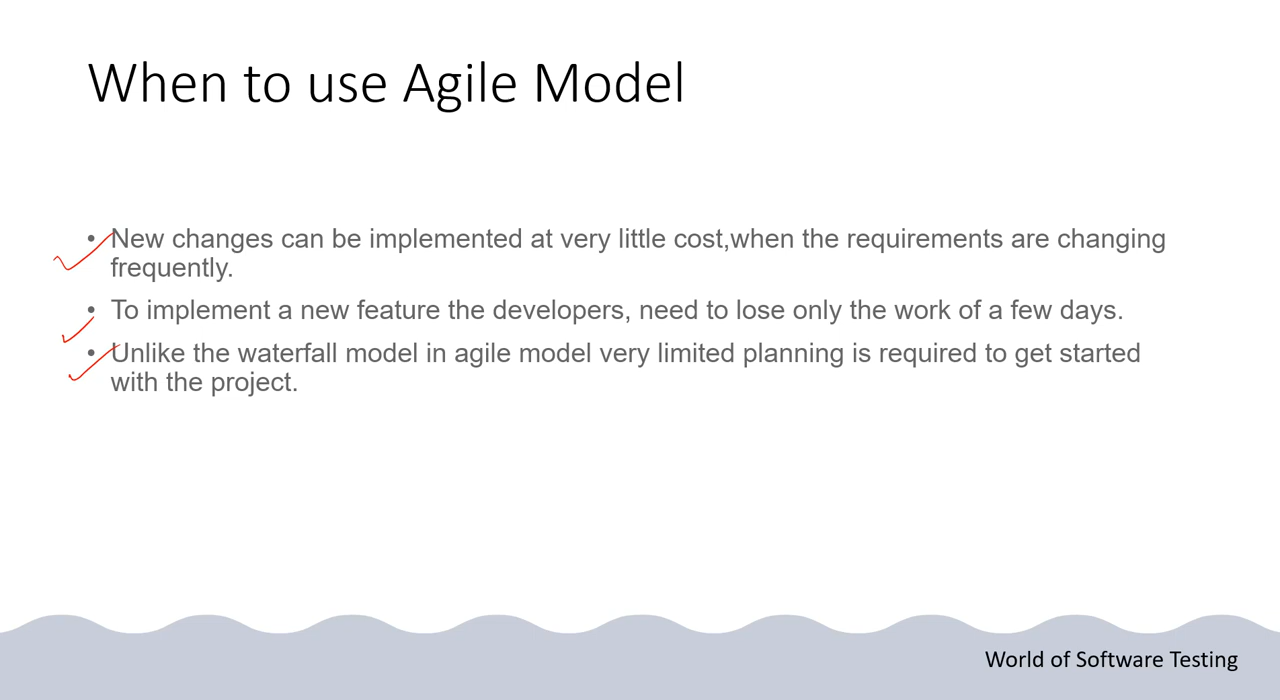 When to use Agile Model
• New changes can be implemented at very little cost,when the requirements are changing
frequently.
• To implement a new feature the developers, need to lose only the work of a few days.
• Unlike the waterfall model in agile model very limited planning is required to get started
with the project.
World of Software Testing